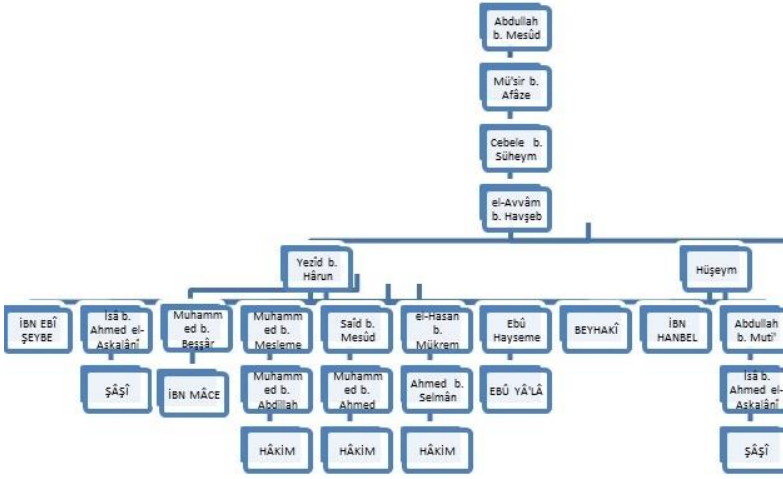 Abdullah
b. Mesûd
Mü'sir b.
Afâze
Cebele b.
Süheym
el-Avvâm
b. Havşeb
Yezîd b.
Hârun
Hüşeym
İBN EBÎ
ŞEYBE
İsâ b.
Ahmed el-
Askalânî
Muhamm
ed b.
Beşşâr
Muhamm
ed b.
Mesleme
Saîd b.
Mesûd
el-Hasan
b.
Mükrem
Ebû
Hayseme
BEYHAKÎ
İBN
HANBEL
Abdullah
b. Muti'
ŞÂŞÎ
İBN MÂCE
Muhamm
ed b.
Abdillah
Muhamm
ed b.
Ahmed
Ahmed b.
Selmân
EBÛ YÂ'LÂ
İsâ b.
Ahmed el-
Askalânî
HÂKİM
HÂKİM
HÂKİM
ŞÂŞÎ